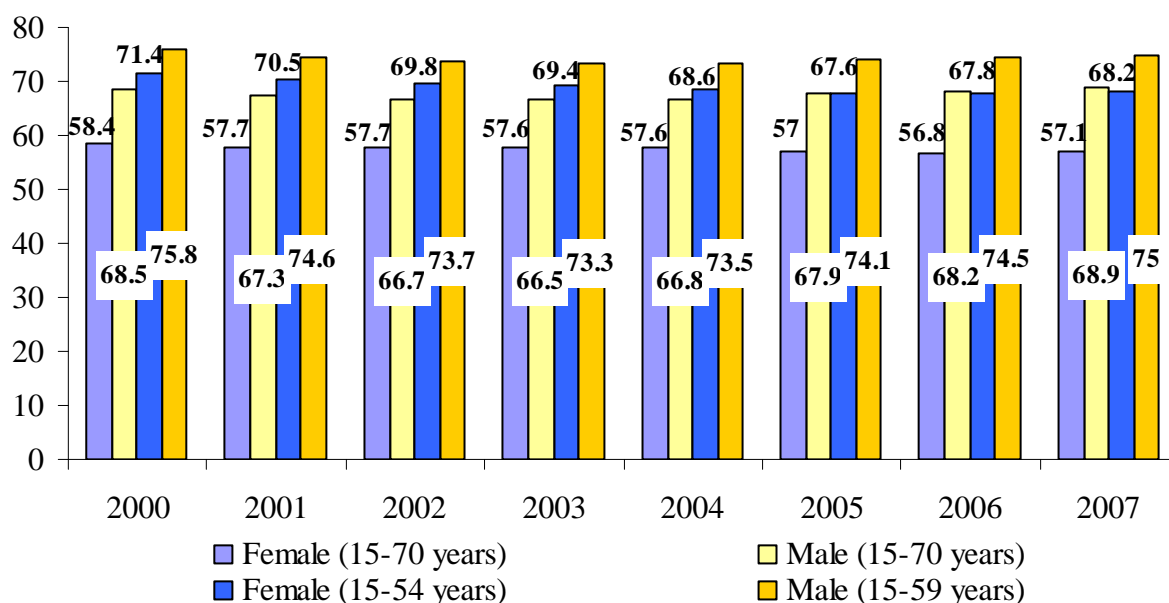 80
70
60
50
40
30
20
10
0
71.4 70.5 69.8 69.4 68.6 67.6 67.8 68.2
58.4 57.7 57.7 57.6 57.6 57 56.8 57.1
75.8 74.6 73.7 73.3 73.5 74.1 74.5 75
68.5 67.3 66.7 66.5 66.8 67.9 68.2 68.9
2000 2001 2002 2003 2004 2005 2006 2007
Female (15-70 years) Male (15-70 years)
Female (15-54 years) Male (15-59 years)